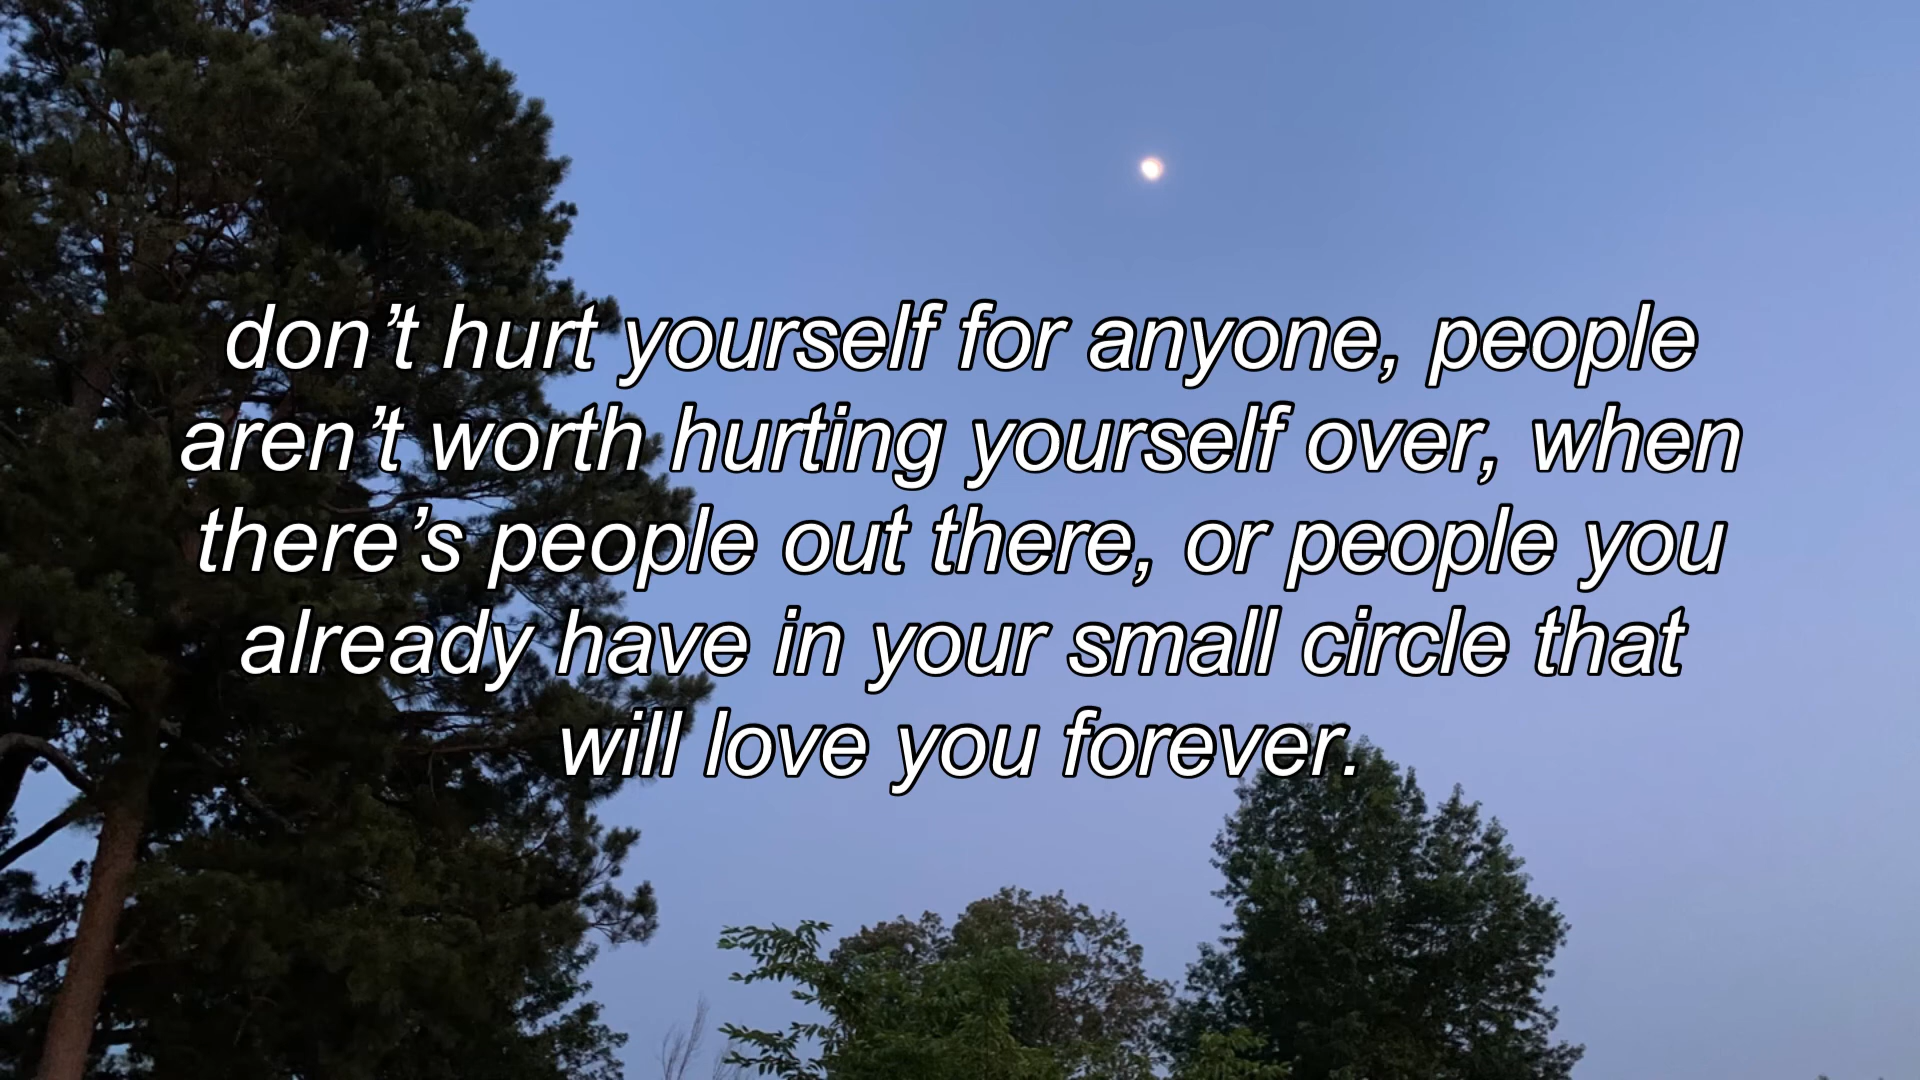 don’t hurt yourself for anyone, people
aren’t worth hurting yourself over, when
there’s people out there, or people you
already have in your small circle that
will love you forever.